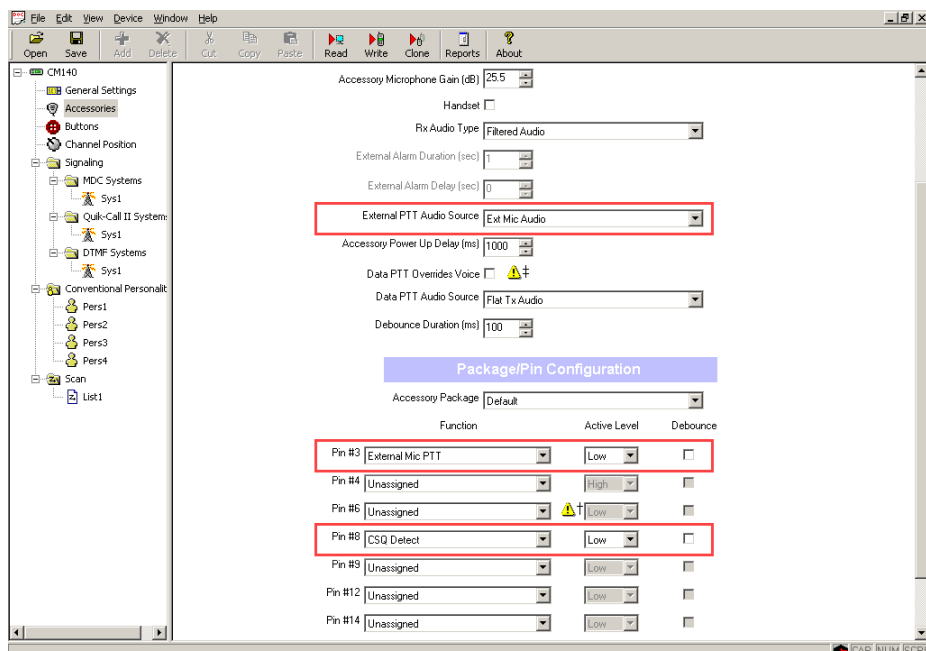 File Edit View Device Window Help
Open Save Add Delete Cut Copy Paste Read Write Clone Reports About
CM140
General Settings
Accessories
Buttons
Channel Position
Signaling
MDC Systems
Sys1
Quik-Call II Systems
Sys1
DTMF Systems
Sys1
Conventional Personalit
Pers1
Pers2
Pers3
Pers4
Scan
List1
Accessory Microphone Gain (dB) 25.5
Handset
Rx Audio Type Filtered Audio
External Alarm Duration (sec) 1
External Alarm Delay (sec) 0
External PTT Audio Source Ext Mic Audio
Accessory Power Up Delay (ms) 1000
Data PTT Overrides Voice ‡
Data PTT Audio Source Flat Tx Audio
Debounce Duration (ms) 100
Package/Pin Configuration
Accessory Package Default
Function Active Level Debounce
Pin #3 External Mic PTT Low
Pin #4 Unassigned High
Pin #6 Unassigned † Low
Pin #8 CSQ Detect Low
Pin #9 Unassigned Low
Pin #12 Unassigned Low
Pin #14 Unassigned Low
CAP NUM SCRL